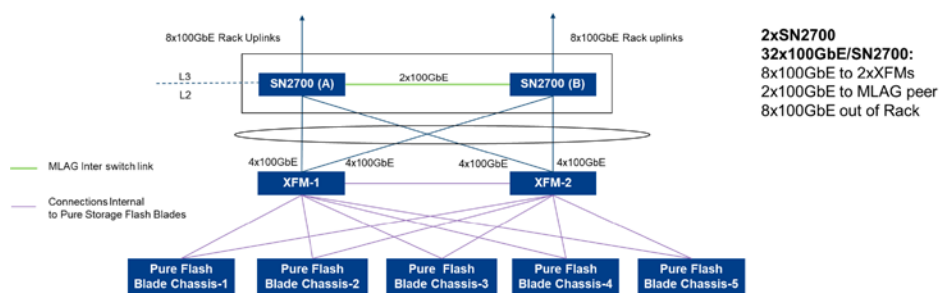 8x100GbE Rack Uplinks
8x100GbE Rack uplinks
2xSN2700
32x100GbE/SN2700:
8x100GbE to 2xXFMs
2x100GbE to MLAG peer
8x100GbE out of Rack
L3
L2
SN2700 (A)
2x100GbE
SN2700 (B)
4x100GbE
4x100GbE
4x100GbE
4x100GbE
MLAG Inter switch link
XFM-1
XFM-2
Connections Internal
to Pure Storage Flash Blades
Pure Flash
Blade Chassis-1
Pure Flash
Blade Chassis-2
Pure Flash
Blade Chassis-3
Pure Flash
Blade Chassis-4
Pure Flash
Blade Chassis-5